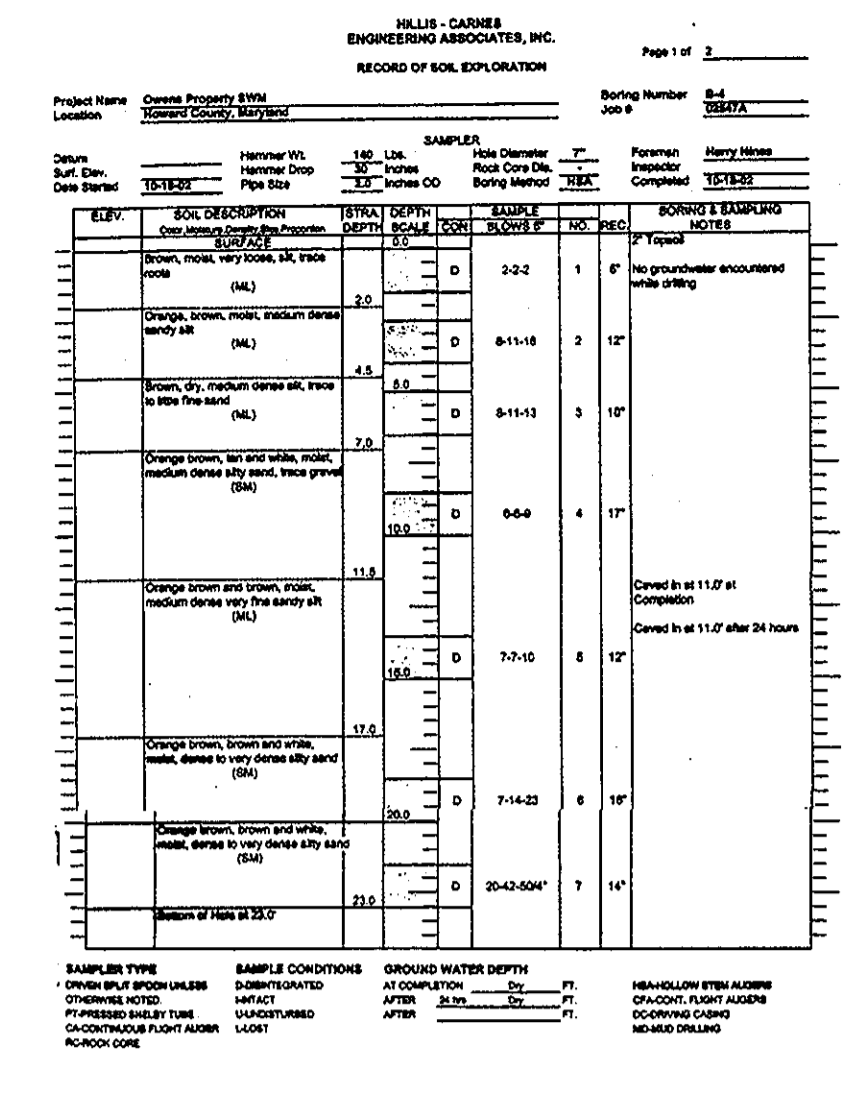 HILLIS - CARNES
ENGINEERING ASSOCIATES, INC.
Page 1 of 2
RECORD OF SOIL EXPLORATION
Project Name Owens Property SWM Boring Number B-4
Location Howard County, Maryland Job # 02547A
SAMPLER
Datum Hammer Wt. 140 Lbs. Hole Diameter 7" Foreman Harry Hines
Surf. Elev. Hammer Drop 30 Inches Rock Core Dia. - Inspector
Date Started 10-18-02 Pipe Size 2.0 Inches OD Boring Method HSA Completed 10-18-02
ELEV. SOIL DESCRIPTION STRA. DEPTH SAMPLE BORING & SAMPLING
Color, Moisture, Density, Size, Proportion DEPTH SCALE CON BLOWS 6" NO. REC. NOTES
SURFACE 0.0 2" Topsoil
Brown, moist, very loose, silt, trace
roots D 2-2-2 1 6" No groundwater encountered
(ML) while drilling
2.0
Orange, brown, moist, medium dense
sandy silt
(ML) D 8-11-16 2 12"
4.5
Brown, dry, medium dense silt, trace 5.0
to little fine sand
(ML) D 8-11-13 3 10"
7.0
Orange brown, tan and white, moist,
medium dense silty sand, trace gravel
(SM)
D 6-6-9 4 17"
10.0
11.5
Orange brown and brown, moist, Caved in at 11.0' at
medium dense very fine sandy silt Completion
(ML)
Caved in at 11.0' after 24 hours
D 7-7-10 5 12"
15.0
17.0
Orange brown, brown and white,
moist, dense to very dense silty sand
(SM)
D 7-14-23 6 16"
20.0
Orange brown, brown and white,
moist, dense to very dense silty sand
(SM)
D 20-42-50/4" 7 14"
23.0
Bottom of Hole at 23.0'
SAMPLER TYPE SAMPLE CONDITIONS GROUND WATER DEPTH
DRIVEN SPLIT SPOON UNLESS D-DISINTEGRATED AT COMPLETION Dry FT. HSA-HOLLOW STEM AUGERS
OTHERWISE NOTED. I-INTACT AFTER 24 hrs Dry FT. CFA-CONT. FLIGHT AUGERS
PT-PRESSED SHELBY TUBE U-UNDISTURBED AFTER FT. DC-DRIVING CASING
CA-CONTINUOUS FLIGHT AUGER L-LOST MD-MUD DRILLING
RC-ROCK CORE